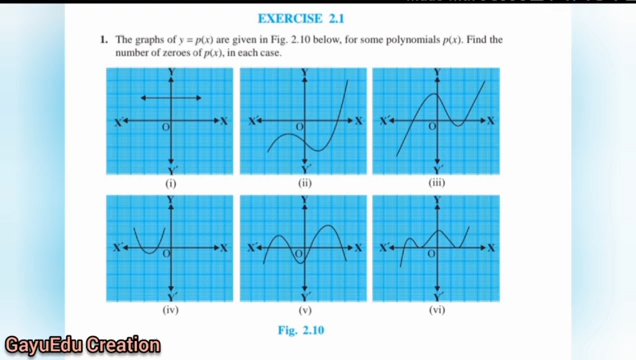 EXERCISE 2.1
1. The graphs of y = p(x) are given in Fig. 2.10 below, for some polynomials p(x). Find the
number of zeroes of p(x), in each case.
Y Y Y
X' O X X' O X X' O X
Y' Y' Y'
(i) (ii) (iii)
Y Y Y
X' O X X' O X X' O X
Y' Y' Y'
(iv) (v) (vi)
Fig. 2.10
GayuEdu Creation